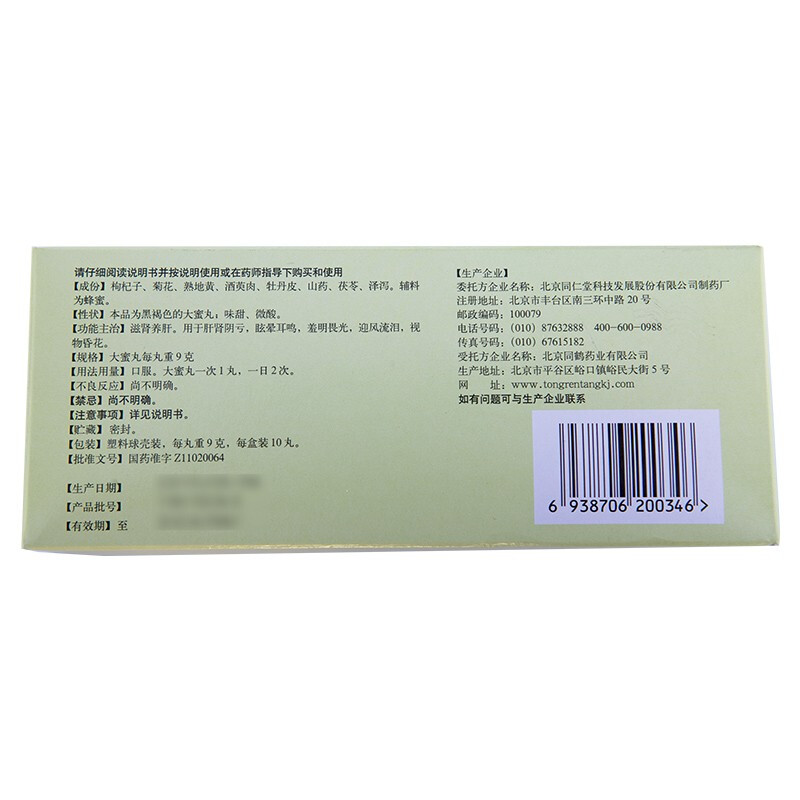 请仔细阅读说明书并按说明使用或在药师指导下购买和使用
【成份】枸杞子、菊花、熟地黄、酒萸肉、牡丹皮、山药、茯苓、泽泻。辅料
为蜂蜜。
【性状】本品为黑褐色的大蜜丸；味甜、微酸。
【功能主治】滋肾养肝。用于肝肾阴亏，眩晕耳鸣，羞明畏光，迎风流泪，视
物昏花。
【规格】大蜜丸每丸重9克
【用法用量】口服。大蜜丸一次1丸，一日2次。
【不良反应】尚不明确。
【禁忌】尚不明确。
【注意事项】详见说明书。
【贮藏】密封。
【包装】塑料球壳装，每丸重9克，每盒装10丸。
【批准文号】国药准字Z11020064
【生产日期】
【产品批号】
【有效期】至
【生产企业】
委托方企业名称：北京同仁堂科技发展股份有限公司制药厂
注册地址：北京市丰台区南三环中路20号
邮政编码：100079
电话号码：(010) 87632888 400-600-0988
传真号码：(010) 67615182
受托方企业名称：北京同鹤药业有限公司
生产地址：北京市平谷区峪口镇峪民大街5号
网 址：www.tongrentangkj.com
如有问题可与生产企业联系
6 938706 200346 >